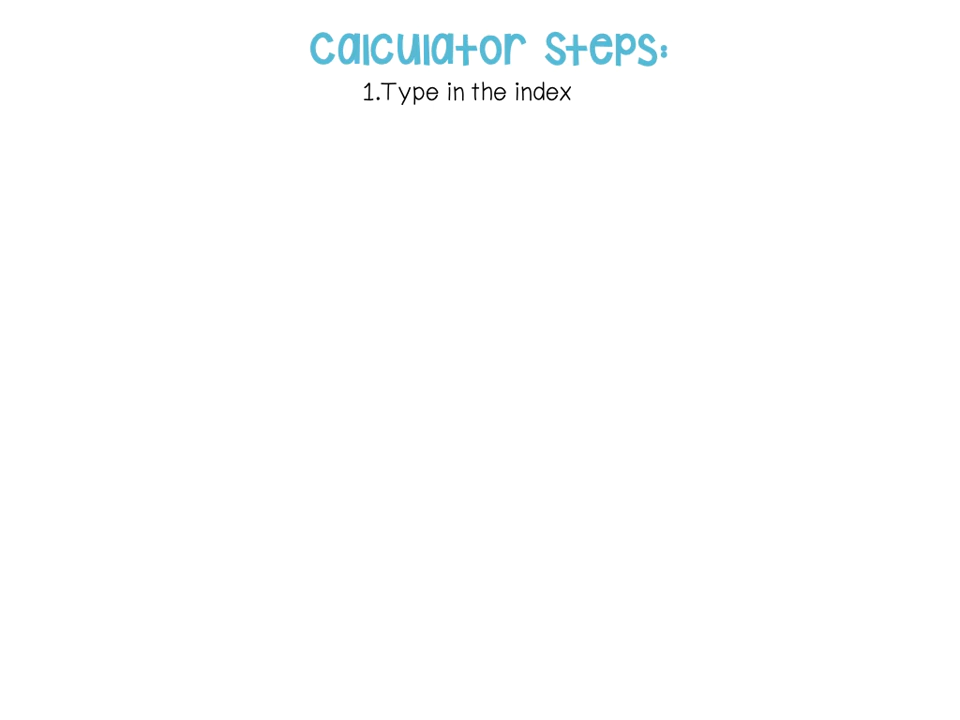 Calculator Steps:
1.Type in the index